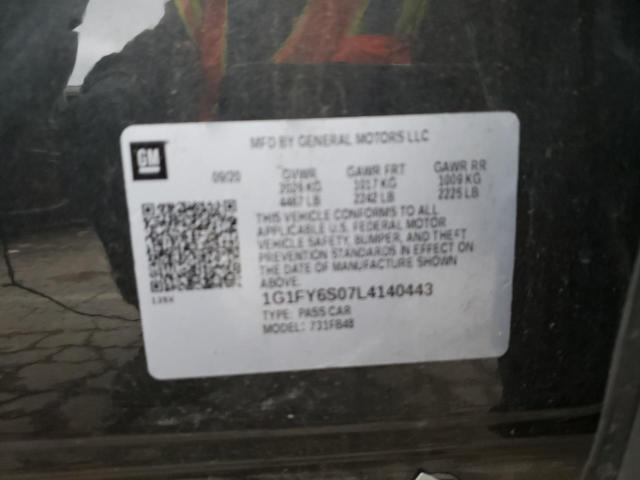 MFD BY GENERAL MOTORS LLC
GM
09/20 GVWR GAWR FRT GAWR RR
2026 KG 1017 KG 1009 KG
4467 LB 2242 LB 2225 LB
THIS VEHICLE CONFORMS TO ALL
APPLICABLE U.S. FEDERAL MOTOR
VEHICLE SAFETY, BUMPER, AND THEFT
PREVENTION STANDARDS IN EFFECT ON
THE DATE OF MANUFACTURE SHOWN
ABOVE.
1G1FY6S07L4140443
TYPE: PASS CAR
MODEL: 731FB48